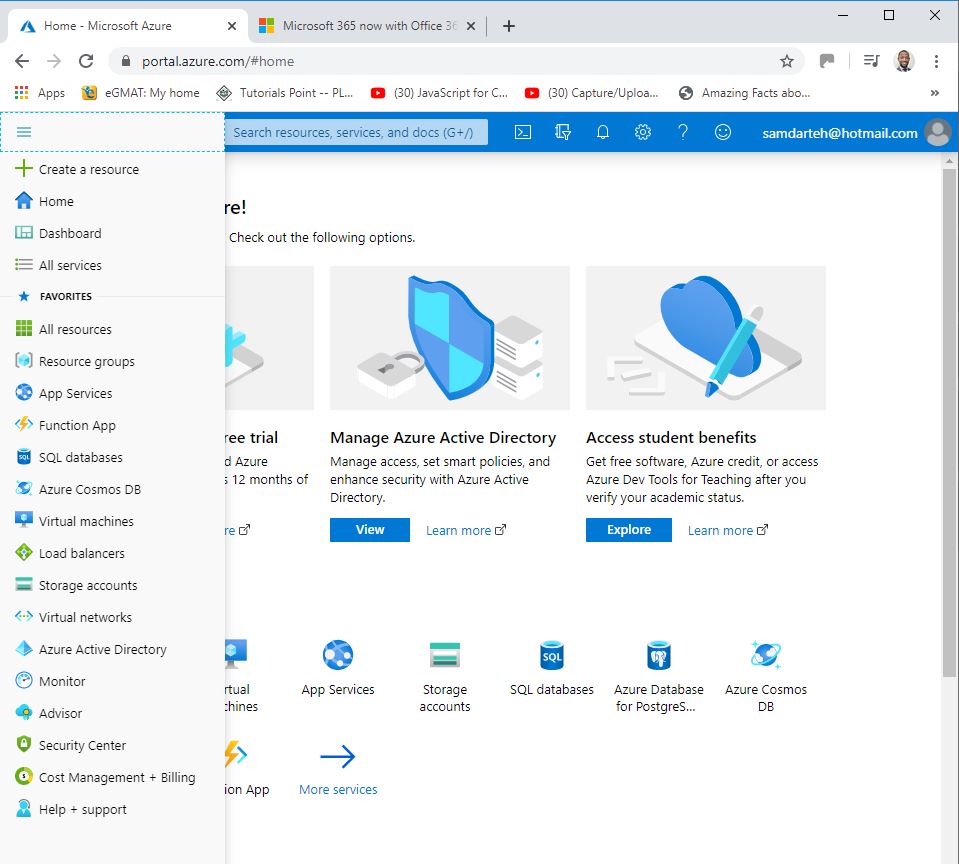 Home - Microsoft Azure
Microsoft 365 now with Office 36
portal.azure.com/#home
Apps
eGMAT: My home
Tutorials Point -- PL...
(30) JavaScript for C...
(30) Capture/Uploa...
Amazing Facts abo...
»
Search resources, services, and docs (G+/)
samdarteh@hotmail.com
Create a resource
Home
Dashboard
All services
FAVORITES
All resources
Resource groups
App Services
Function App
SQL databases
Azure Cosmos DB
Virtual machines
Load balancers
Storage accounts
Virtual networks
Azure Active Directory
Monitor
Advisor
Security Center
Cost Management + Billing
Help + support
re!
Check out the following options.
ree trial
d Azure
s 12 months of
re
Manage Azure Active Directory
Manage access, set smart policies, and
enhance security with Azure Active
Directory.
View
Learn more
Access student benefits
Get free software, Azure credit, or access
Azure Dev Tools for Teaching after you
verify your academic status.
Explore
Learn more
rtual
chines
App Services
Storage
accounts
SQL
SQL databases
Azure Database
for PostgreS...
Azure Cosmos
DB
ion App
More services